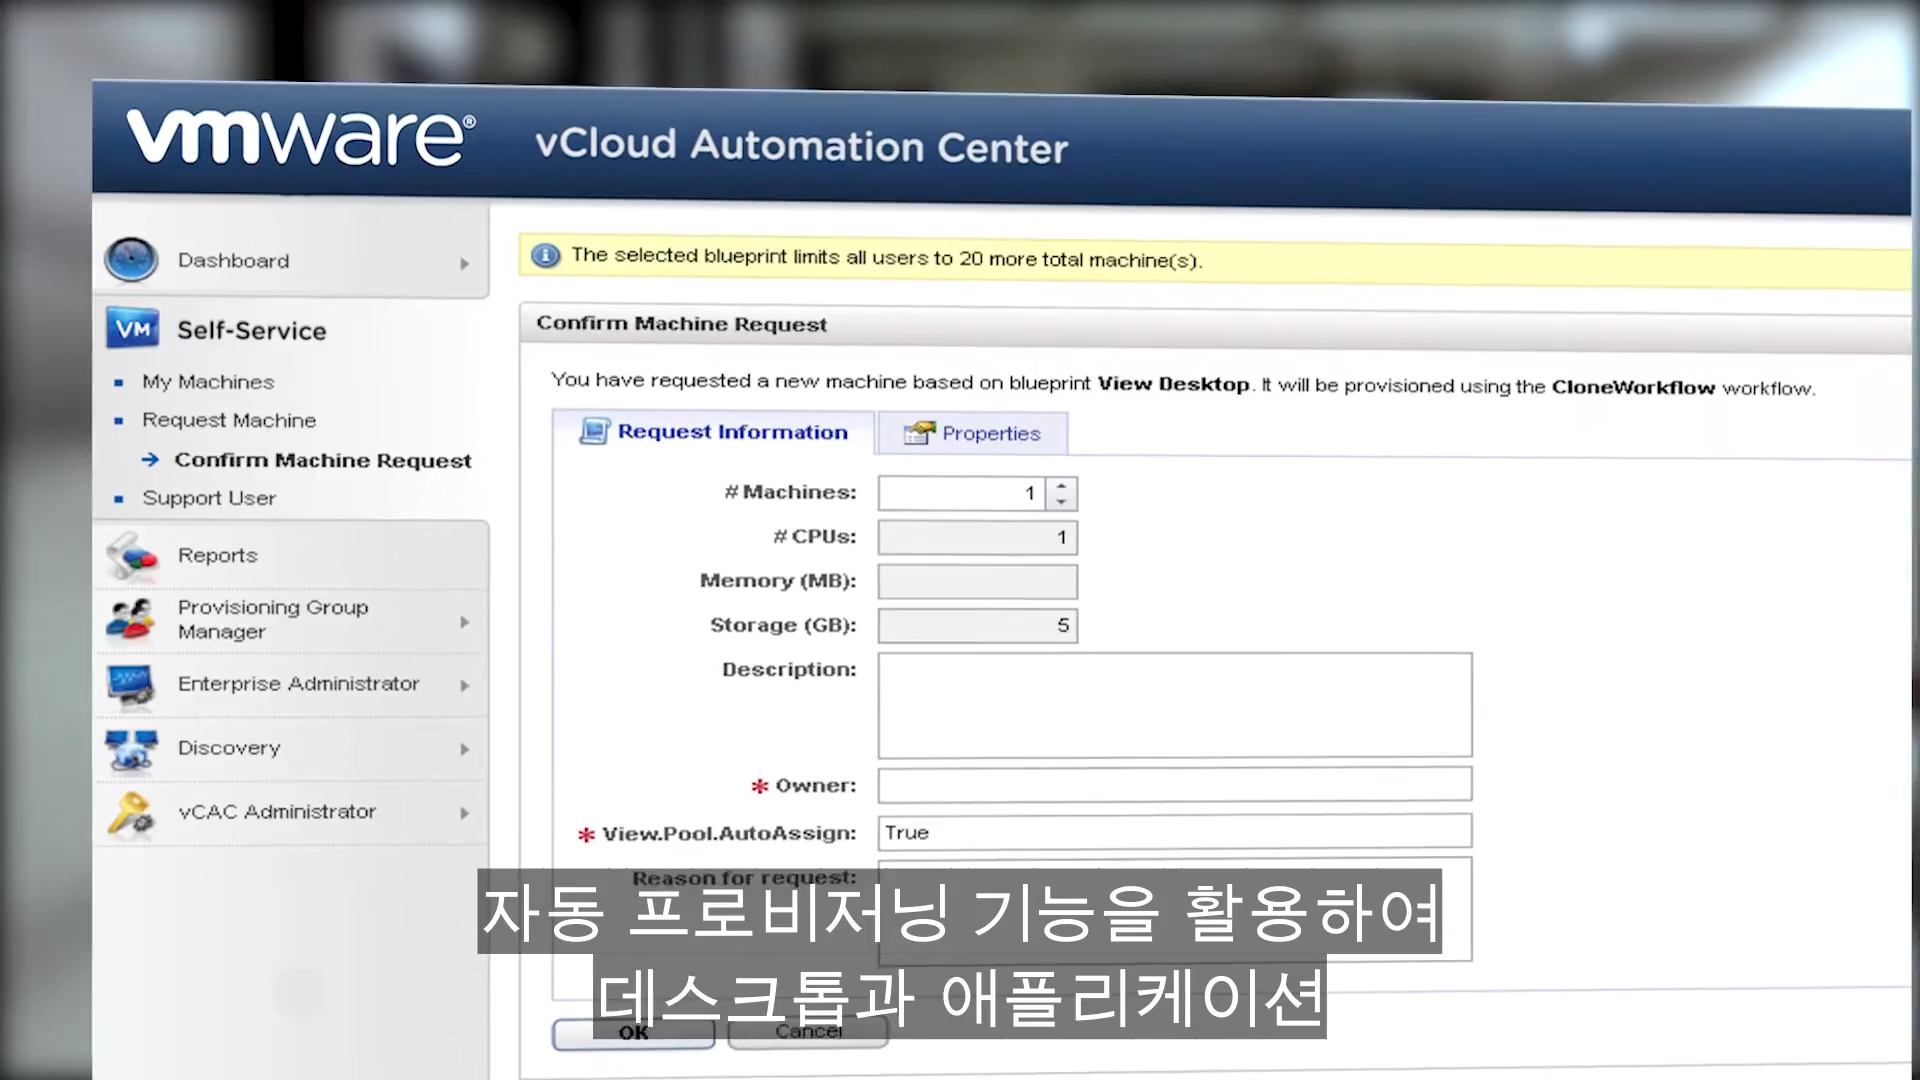 vmware® vCloud Automation Center
The selected blueprint limits all users to 20 more total machine(s).
Dashboard
VM Self-Service
My Machines
Request Machine
Confirm Machine Request
Support User
Reports
Provisioning Group
Manager
Enterprise Administrator
Discovery
vCAC Administrator
Confirm Machine Request
You have requested a new machine based on blueprint View Desktop. It will be provisioned using the CloneWorkflow workflow.
Request Information Properties
# Machines: 1
# CPUs: 1
Memory (MB):
Storage (GB): 5
Description:
* Owner:
* View.Pool.AutoAssign: True
Reason for request:
자동 프로비저닝 기능을 활용하여
데스크톱과 애플리케이션
OK Cancel